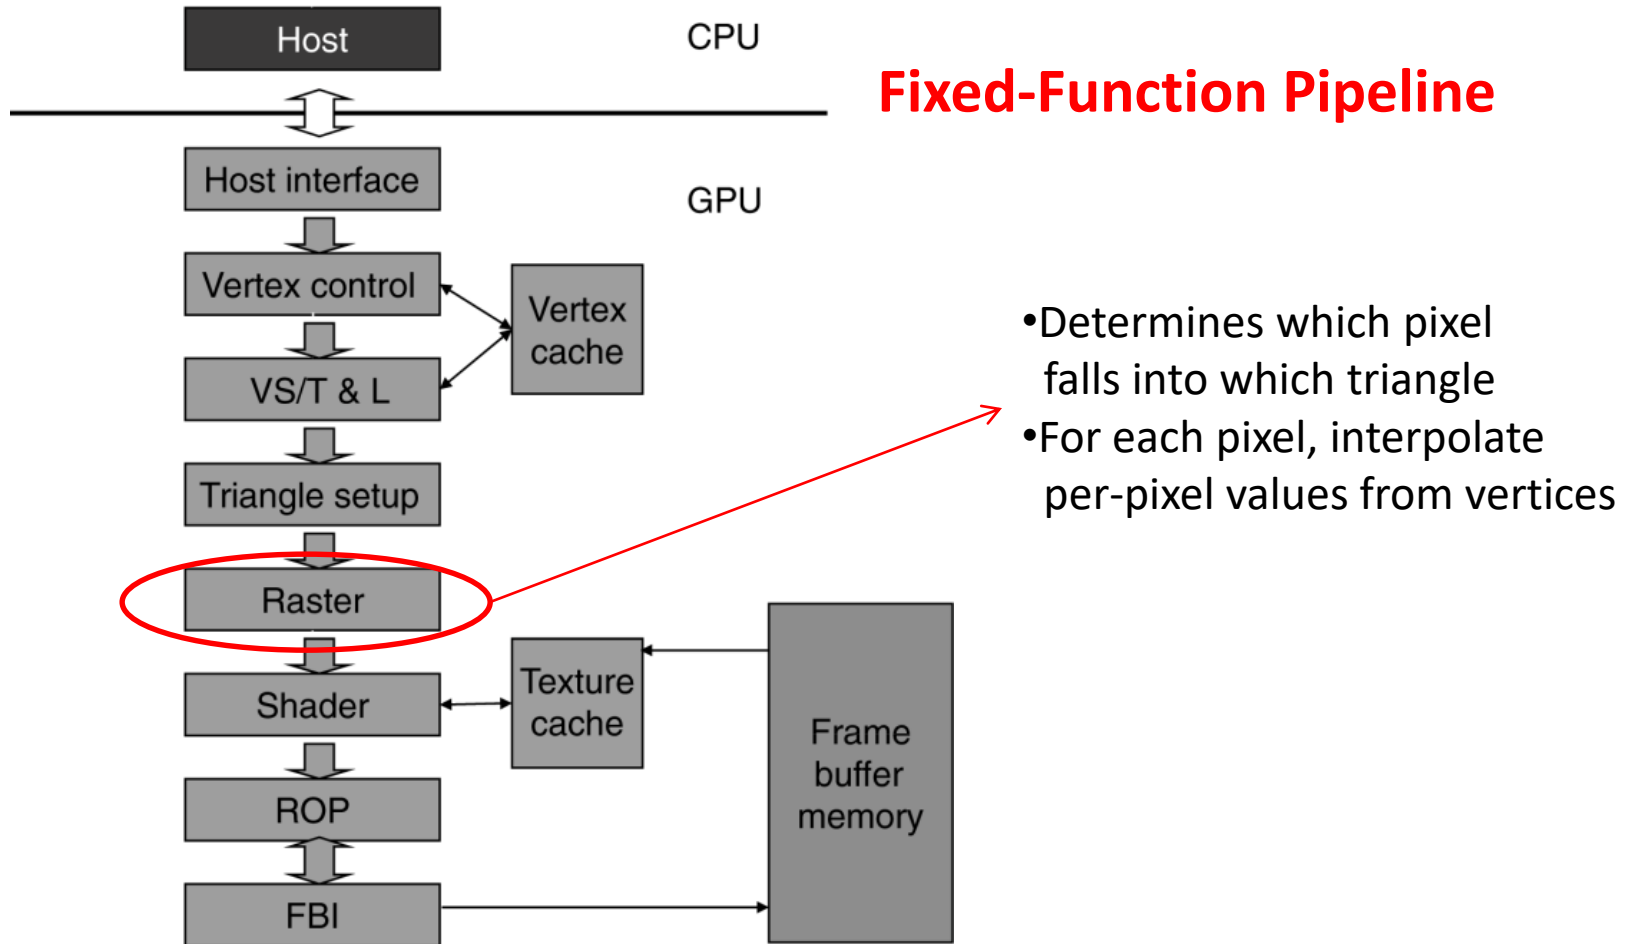 Host
CPU
Fixed-Function Pipeline
Host interface
GPU
Vertex control
Vertex
cache
VS/T & L
•Determines which pixel
falls into which triangle
•For each pixel, interpolate
per-pixel values from vertices
Triangle setup
Raster
Shader
Texture
cache
Frame
buffer
memory
ROP
FBI